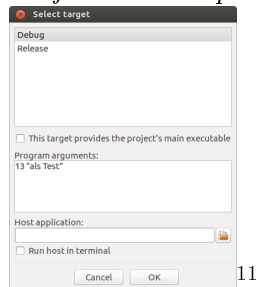 Select target
Debug
Release
This target provides the project's main executable
Program arguments:
13 "als Test"
Host application:
Run host in terminal
Cancel
OK
11